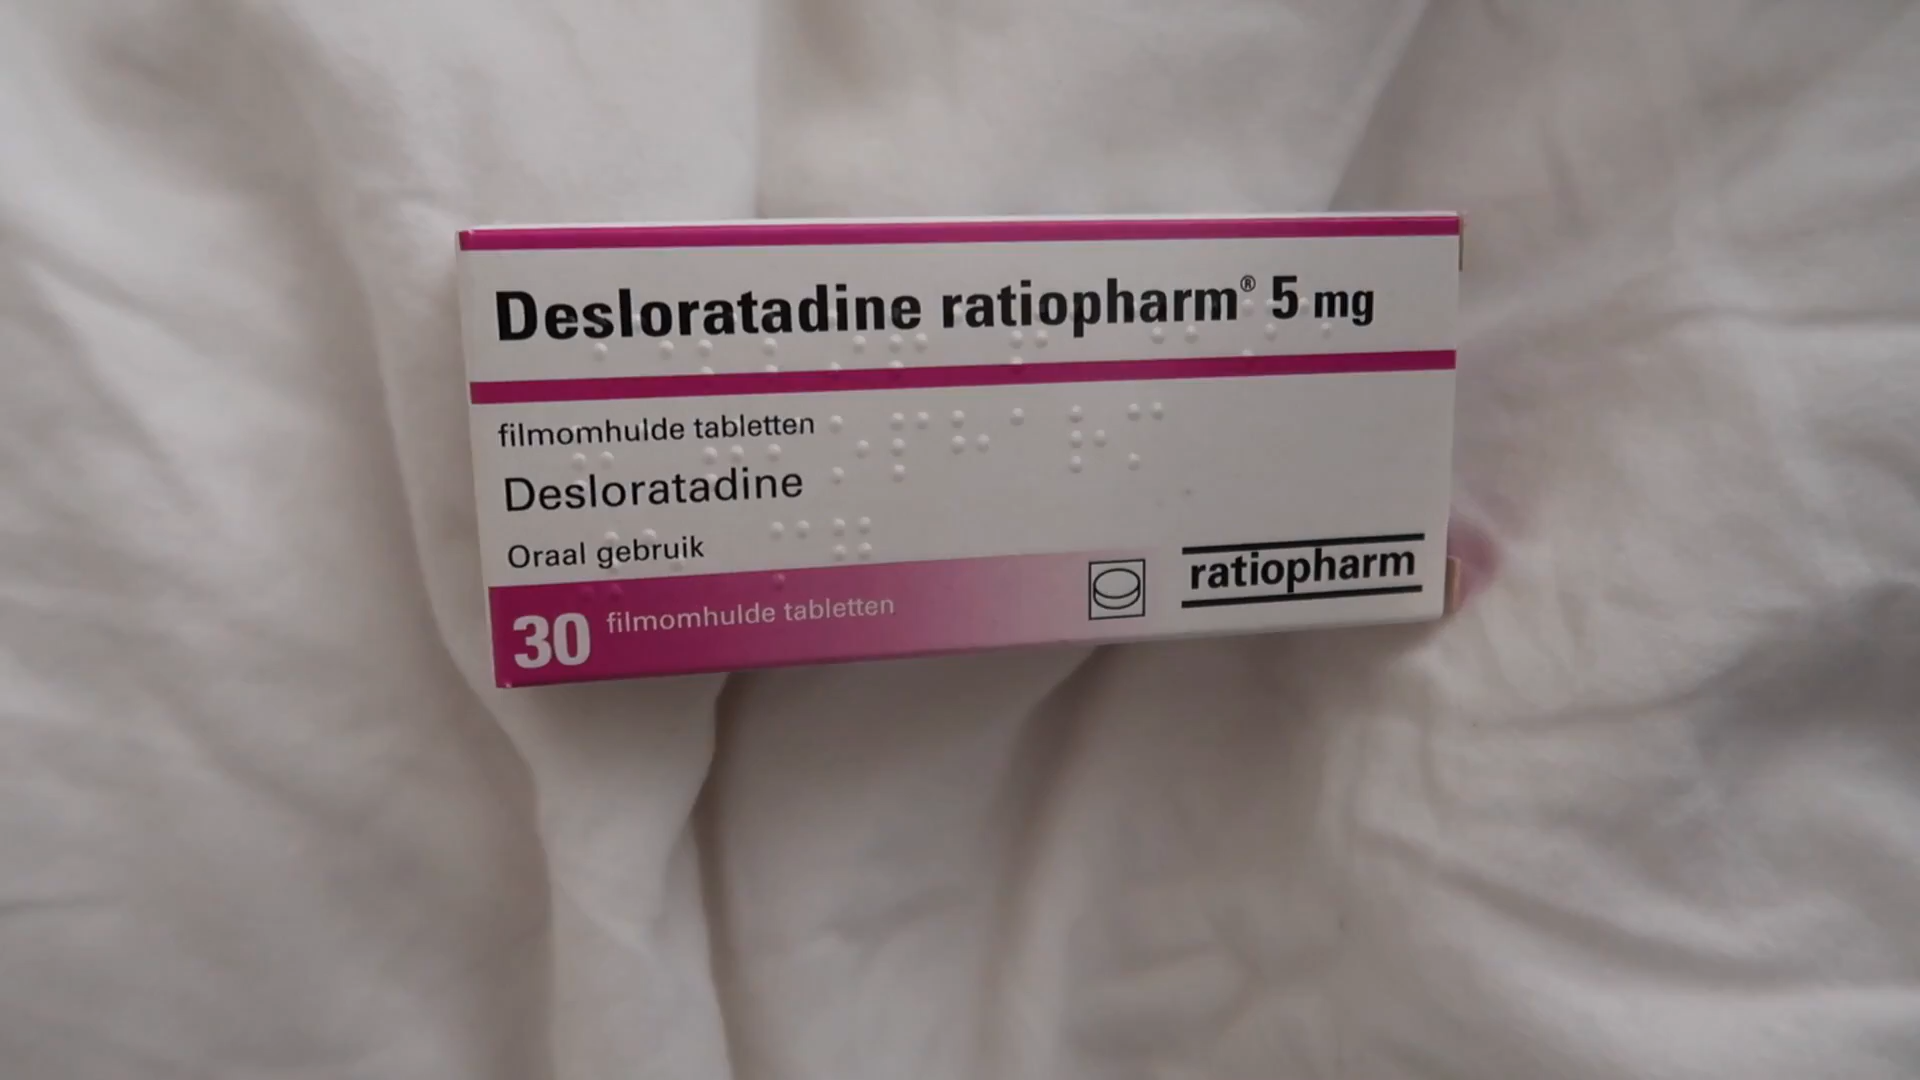 Desloratadine ratiopharm® 5 mg
filmomhulde tabletten
Desloratadine
Oraal gebruik
30 filmomhulde tabletten
ratiopharm